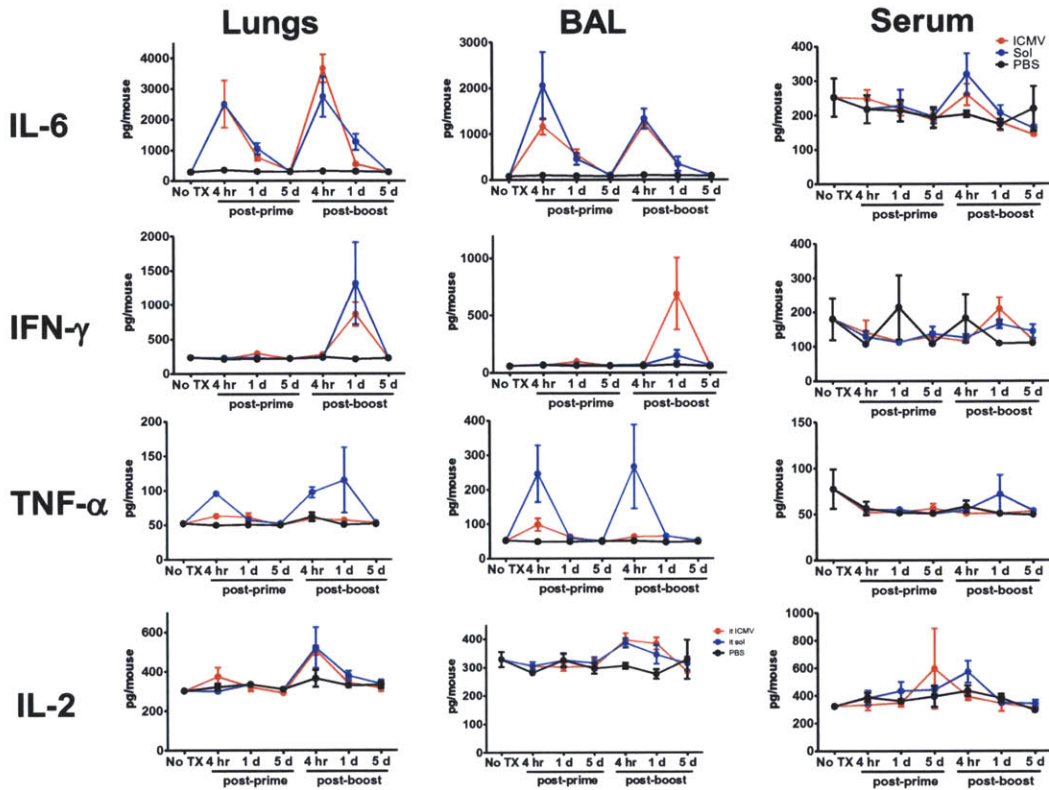 Lungs BAL Serum
IL-6
pg/mouse
4000
3000
2000
1000
0
No TX 4 hr 1 d 5 d 4 hr 1 d 5 d
post-prime post-boost
pg/mouse
3000
2000
1000
0
No TX 4 hr 1 d 5 d 4 hr 1 d 5 d
post-prime post-boost
pg/mouse
400
300
200
100
0
ICMV
Sol
PBS
No TX 4 hr 1 d 5 d 4 hr 1 d 5 d
post-prime post-boost
IFN-γ
pg/mouse
2000
1500
1000
500
0
No TX 4 hr 1 d 5 d 4 hr 1 d 5 d
post-prime post-boost
pg/mouse
1000
500
0
No TX 4 hr 1 d 5 d 4 hr 1 d 5 d
post-prime post-boost
pg/mouse
400
300
200
100
0
No TX 4 hr 1 d 5 d 4 hr 1 d 5 d
post-prime post-boost
TNF-α
pg/mouse
200
150
100
50
0
No TX 4 hr 1 d 5 d 4 hr 1 d 5 d
post-prime post-boost
pg/mouse
400
300
200
100
0
No TX 4 hr 1 d 5 d 4 hr 1 d 5 d
post-prime post-boost
pg/mouse
150
100
50
0
No TX 4 hr 1 d 5 d 4 hr 1 d 5 d
post-prime post-boost
IL-2
pg/mouse
600
400
200
0
No TX 4 hr 1 d 5 d 4 hr 1 d 5 d
post-prime post-boost
pg/mouse
400
300
200
100
0
it ICMV
it sol
PBS
No TX 4 hr 1 d 5 d 4 hr 1 d 5 d
post-prime post-boost
pg/mouse
1000
800
600
400
200
0
No TX 4 hr 1 d 5 d 4 hr 1 d 5 d
post-prime post-boost